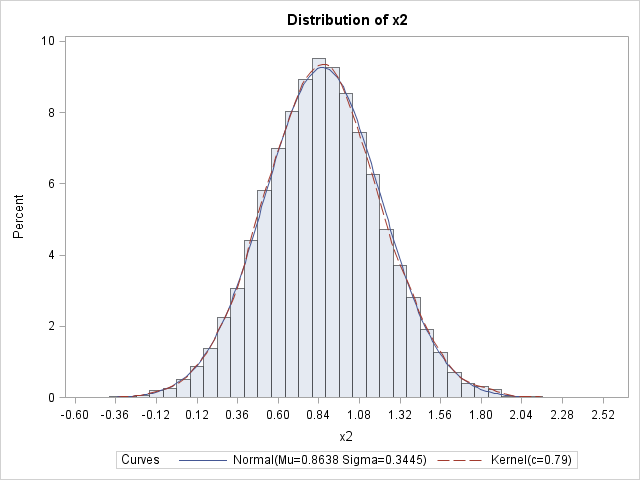 Distribution of x2
10
8
6
4
2
0
Percent
-0.60 -0.36 -0.12 0.12 0.36 0.60 0.84 1.08 1.32 1.56 1.80 2.04 2.28 2.52
x2
Curves Normal(Mu=0.8638 Sigma=0.3445) Kernel(c=0.79)